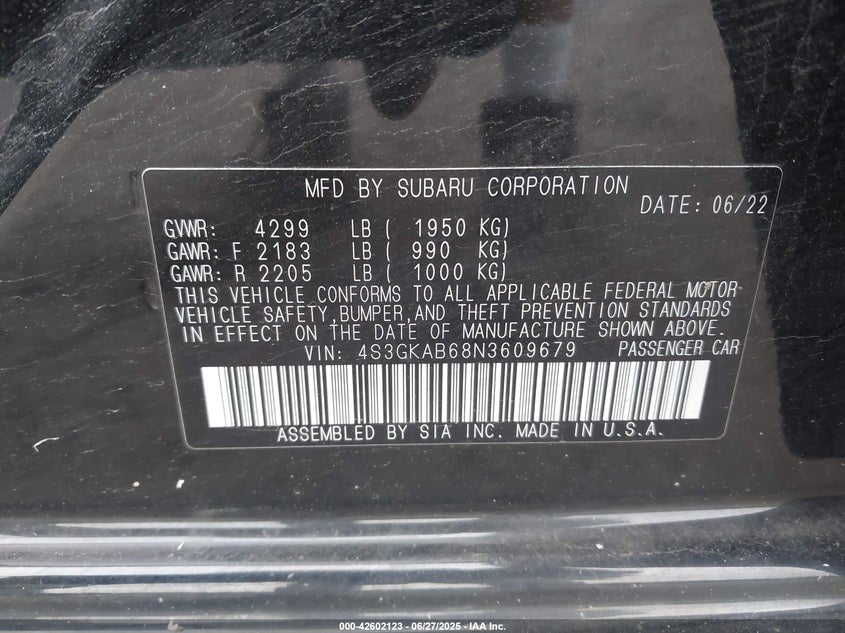 MFD BY SUBARU CORPORATION
DATE: 06/22
GVWR: 4299 LB ( 1950 KG)
GAWR: F 2183 LB ( 990 KG)
GAWR: R 2205 LB ( 1000 KG)
THIS VEHICLE CONFORMS TO ALL APPLICABLE FEDERAL MOTOR
VEHICLE SAFETY, BUMPER, AND THEFT PREVENTION STANDARDS
IN EFFECT ON THE DATE OF MANUFACTURE SHOWN ABOVE.
VIN: 4S3GKAB68N3609679 PASSENGER CAR
ASSEMBLED BY SIA INC. MADE IN U.S.A.
000-42602123 - 06/27/2025 - IAA Inc.